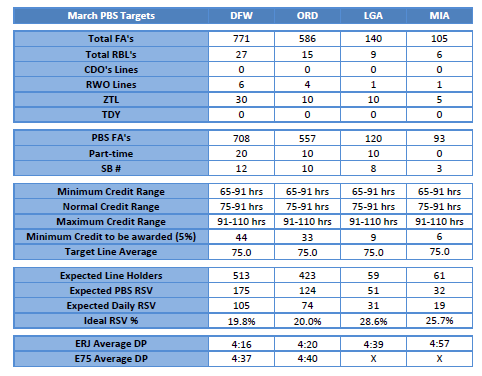 March PBS Targets DFW ORD LGA MIA
Total FA's 771 586 140 105
Total RBL's 27 15 9 6
CDO's Lines 0 0 0 0
RWO Lines 6 4 1 1
ZTL 30 10 10 5
TDY 0 0 0 0
PBS FA's 708 557 120 93
Part-time 20 10 10 0
SB # 12 10 8 3
Minimum Credit Range 65-91 hrs 65-91 hrs 65-91 hrs 65-91 hrs
Normal Credit Range 75-91 hrs 75-91 hrs 75-91 hrs 75-91 hrs
Maximum Credit Range 91-110 hrs 91-110 hrs 91-110 hrs 91-110 hrs
Minimum Credit to be awarded (5%) 44 33 9 6
Target Line Average 75.0 75.0 75.0 75.0
Expected Line Holders 513 423 59 61
Expected PBS RSV 175 124 51 32
Expected Daily RSV 105 74 31 19
Ideal RSV % 19.8% 20.0% 28.6% 25.7%
ERJ Average DP 4:16 4:20 4:39 4:57
E75 Average DP 4:37 4:40 X X